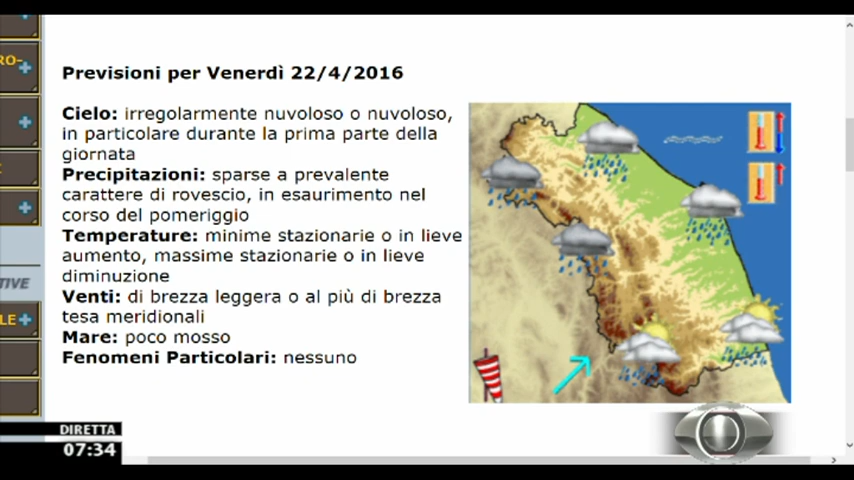 Previsioni per Venerdì 22/4/2016
Cielo: irregolarmente nuvoloso o nuvoloso,
in particolare durante la prima parte della
giornata
Precipitazioni: sparse a prevalente
carattere di rovescio, in esaurimento nel
corso del pomeriggio
Temperature: minime stazionarie o in lieve
aumento, massime stazionarie o in lieve
diminuzione
Venti: di brezza leggera o al più di brezza
tesa meridionali
Mare: poco mosso
Fenomeni Particolari: nessuno
RO-
TIVE
LE
DIRETTA
07:34